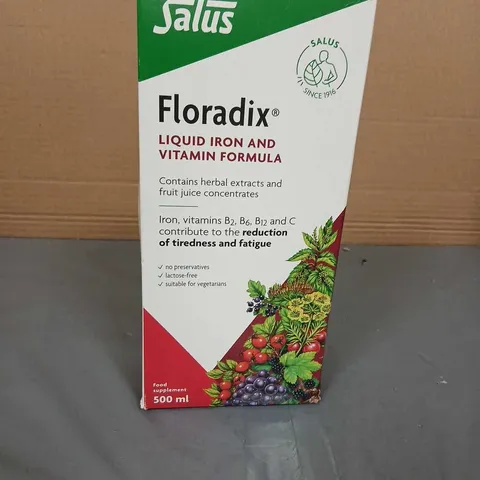 Salus
SALUS
SINCE 1916
Floradix®
LIQUID IRON AND
VITAMIN FORMULA
Contains herbal extracts and
fruit juice concentrates
Iron, vitamins B2, B6, B12 and C
contribute to the reduction
of tiredness and fatigue
✓ no preservatives
✓ lactose-free
✓ suitable for vegetarians
Food
supplement
500 ml